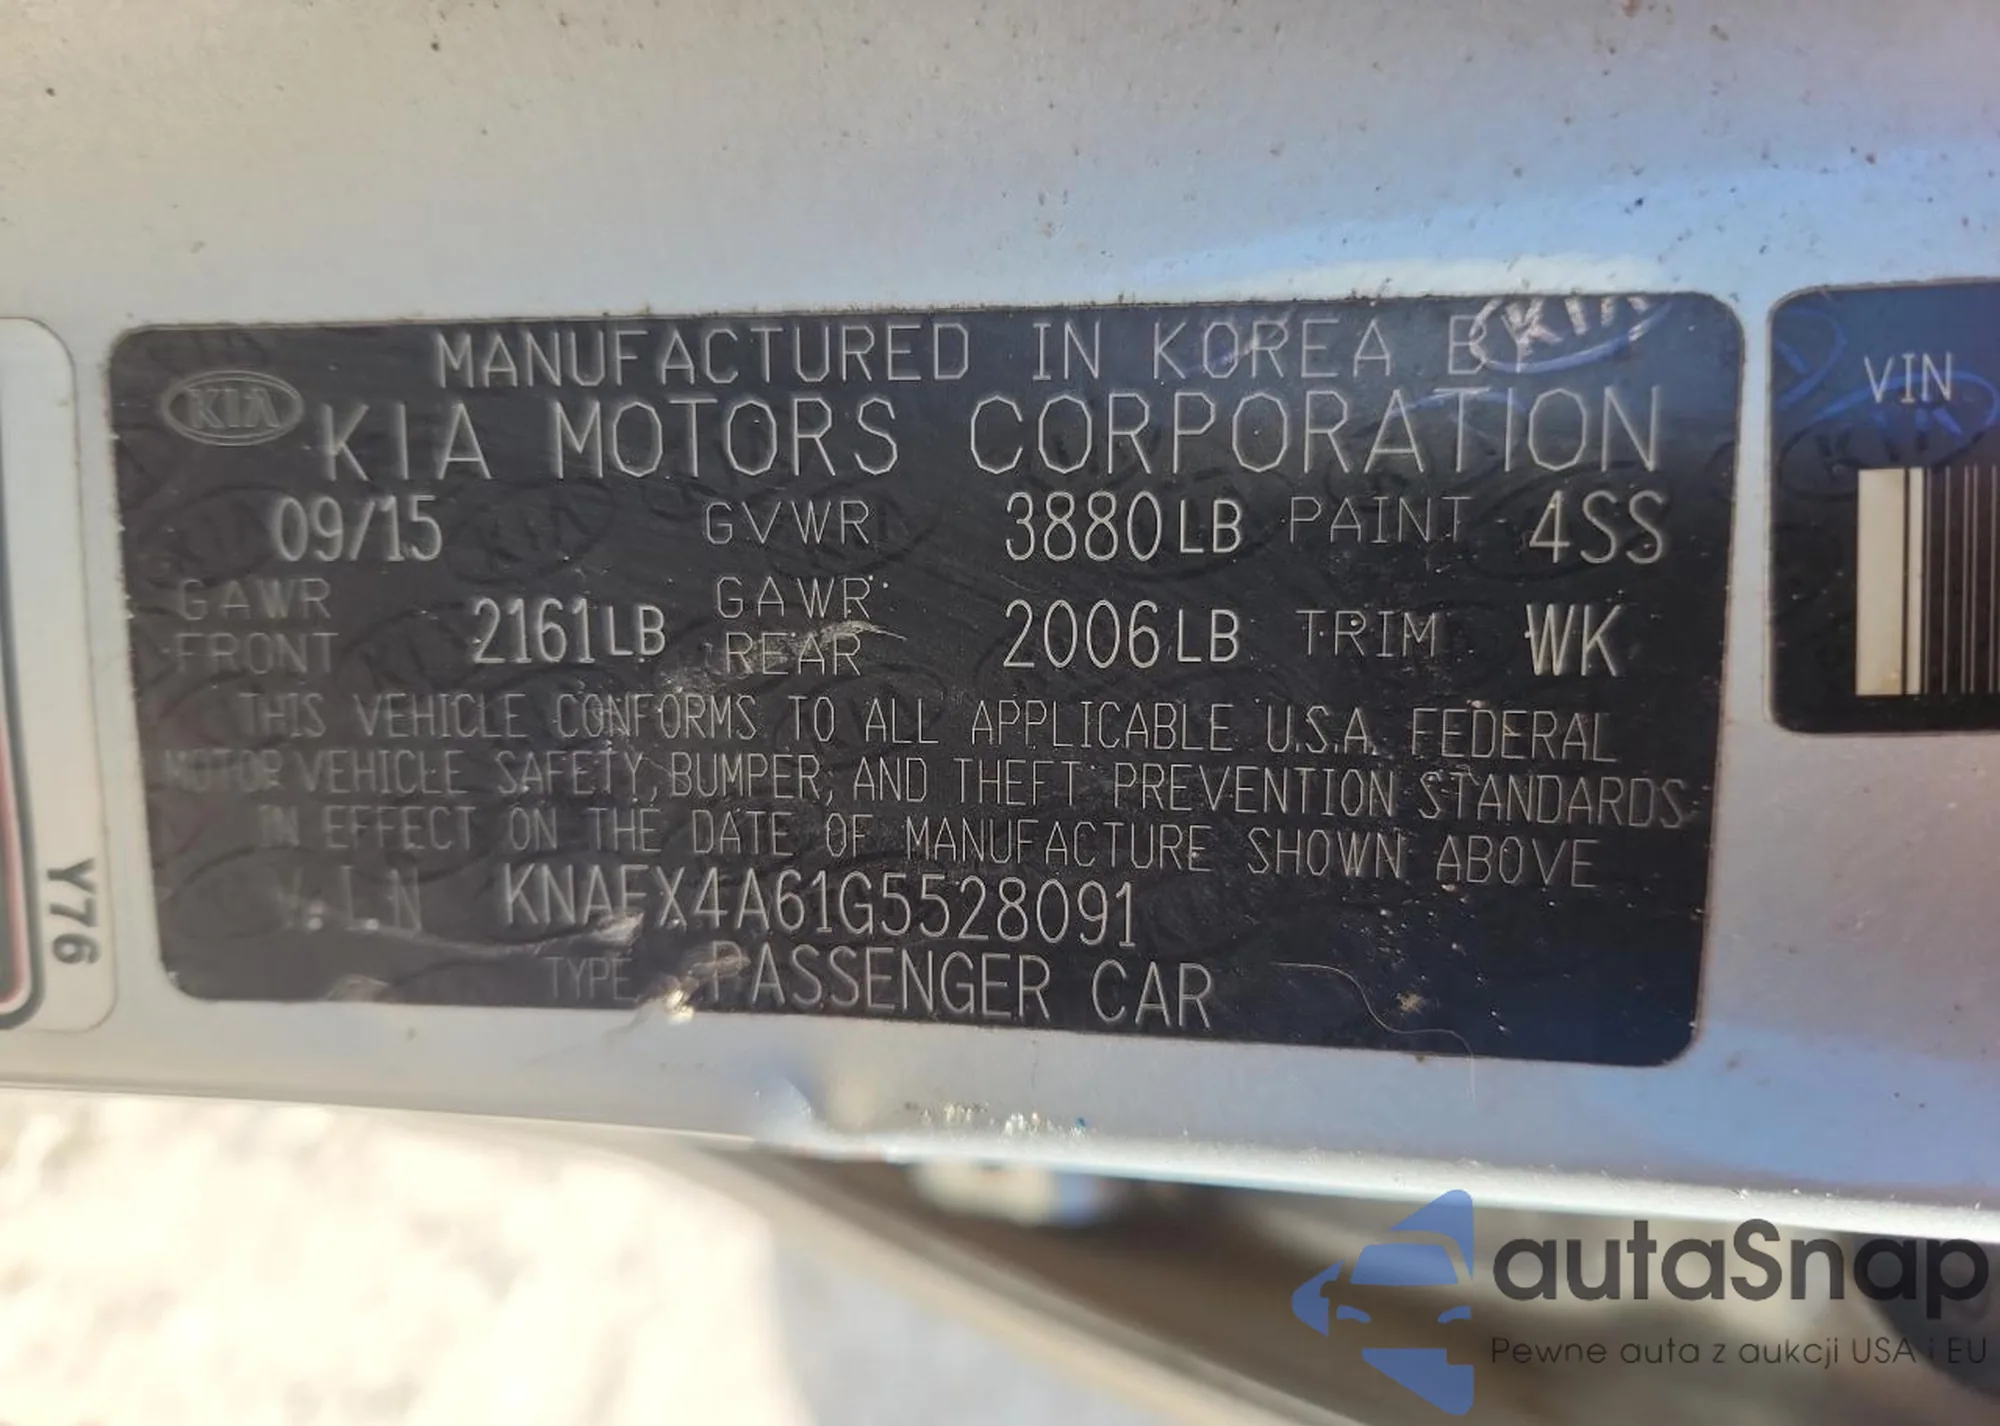 MANUFACTURED IN KOREA BY
KIA
KIA MOTORS CORPORATION
09/15 GVWR 3880LB PAINT 4SS
GAWR FRONT 2161LB GAWR REAR 2006LB TRIM WK
THIS VEHICLE CONFORMS TO ALL APPLICABLE U.S.A. FEDERAL
MOTOR VEHICLE SAFETY, BUMPER, AND THEFT PREVENTION STANDARDS
IN EFFECT ON THE DATE OF MANUFACTURE SHOWN ABOVE
V.I.N KNAFX4A61G5528091
TYPE PASSENGER CAR
VIN
Y76
autaSnap
Pewne auta z aukcji USA i EU